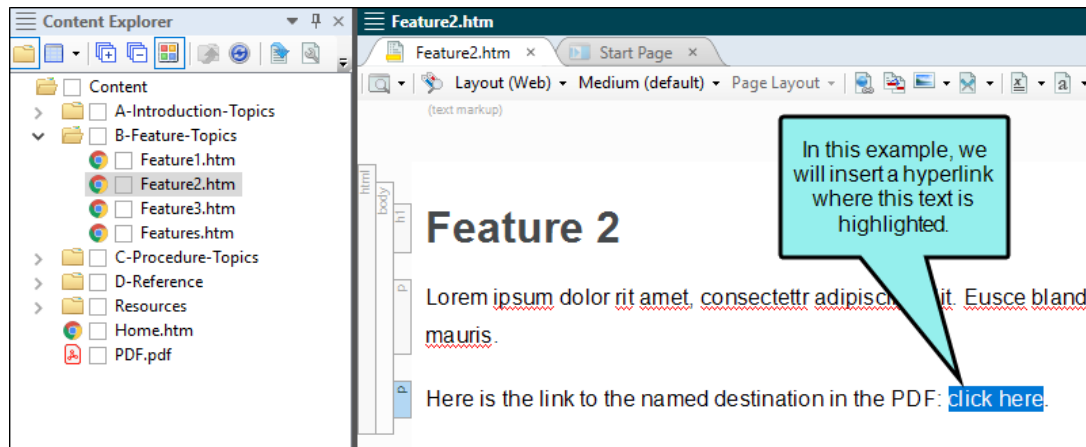 Content Explorer
Content
A-Introduction-Topics
B-Feature-Topics
Feature1.htm
Feature2.htm
Feature3.htm
Features.htm
C-Procedure-Topics
D-Reference
Resources
Home.htm
PDF.pdf
Feature2.htm
Feature2.htm
Start Page
Layout (Web) Medium (default) Page Layout
(text markup)
html
body
h1
Feature 2
p
Lorem ipsum dolor rit amet, consectettr adipisci it. Eusce bland
mauris.
p
Here is the link to the named destination in the PDF: click here.
In this example, we
will insert a hyperlink
where this text is
highlighted.